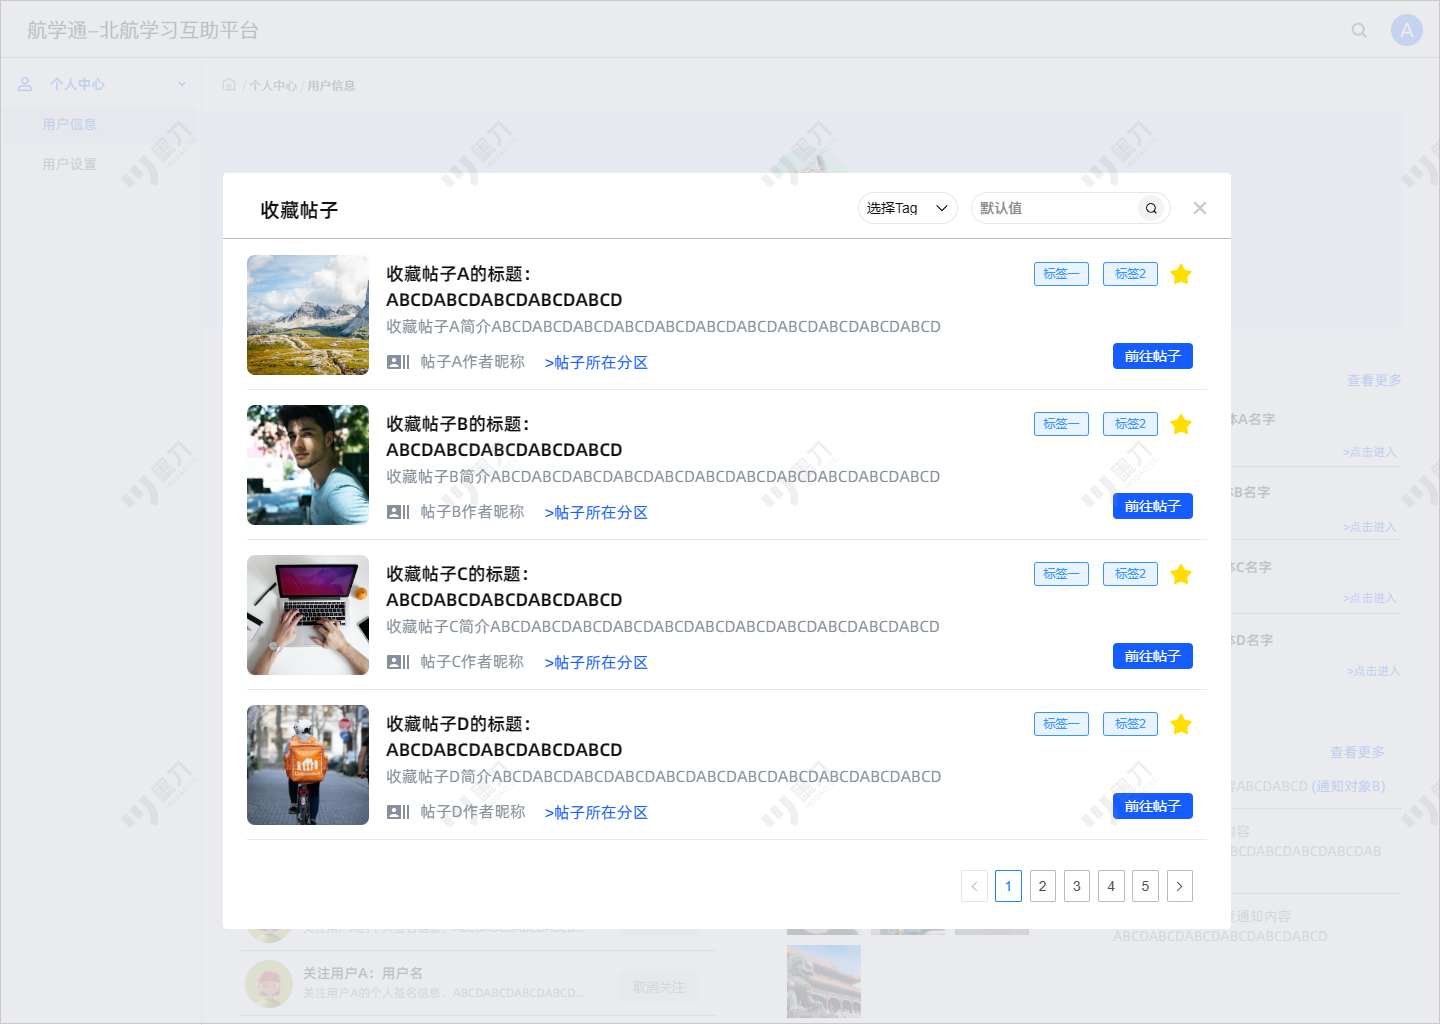 航学通–北航学习互助平台
A
个人中心
用户信息
用户设置
/ 个人中心 / 用户信息
收藏帖子
选择Tag
默认值
收藏帖子A的标题：
ABCDABCDABCDABCDABCD
收藏帖子A简介ABCDABCDABCDABCDABCDABCDABCDABCDABCDABCDABCD
帖子A作者昵称
>帖子所在分区
标签一
标签2
前往帖子
收藏帖子B的标题：
ABCDABCDABCDABCDABCD
收藏帖子B简介ABCDABCDABCDABCDABCDABCDABCDABCDABCDABCDABCD
帖子B作者昵称
>帖子所在分区
标签一
标签2
前往帖子
收藏帖子C的标题：
ABCDABCDABCDABCDABCD
收藏帖子C简介ABCDABCDABCDABCDABCDABCDABCDABCDABCDABCDABCD
帖子C作者昵称
>帖子所在分区
标签一
标签2
前往帖子
收藏帖子D的标题：
ABCDABCDABCDABCDABCD
收藏帖子D简介ABCDABCDABCDABCDABCDABCDABCDABCDABCDABCDABCD
帖子D作者昵称
>帖子所在分区
标签一
标签2
前往帖子
1 2 3 4 5
查看更多
A名字
>点击进入
B名字
>点击进入
C名字
>点击进入
D名字
>点击进入
查看更多
ABCDABCD (通知对象B)
内容
BCDABCDABCDABCDAB
通知内容
ABCDABCDABCDABCDABCD
关注用户A的个人签名信息，ABCDABCDABCDABCD...
关注用户A：用户名
关注用户A的个人签名信息，ABCDABCDABCDABCD...
取消关注
墨刀